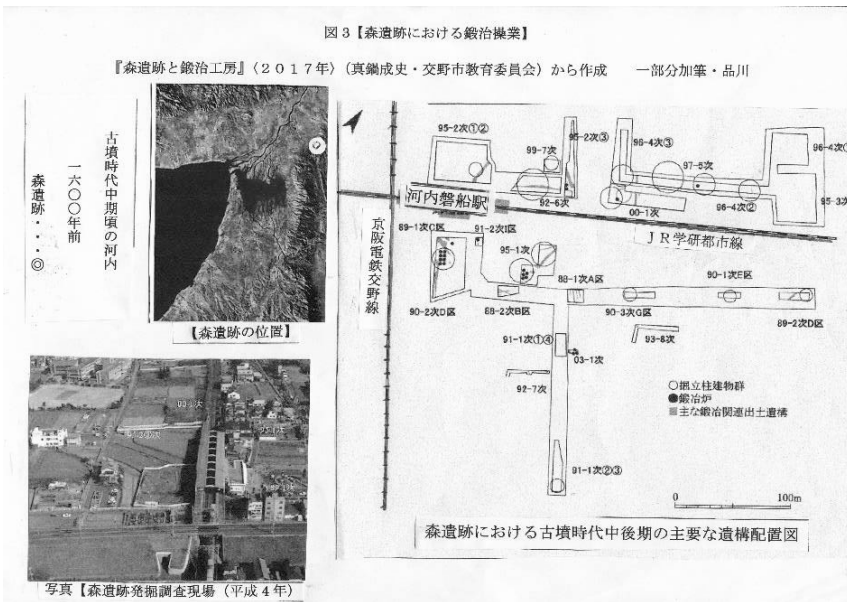 図3【森遺跡における鍛冶操業】
『森遺跡と鍛冶工房』〈2017年〉(真鍋成史・交野市教育委員会)から作成　一部分加筆・品川
古墳時代中期頃の河内
一六〇〇年前
森遺跡・・・◎
【森遺跡の位置】
写真【森遺跡発掘調査現場(平成4年)
95-2次①②
99-7次
95-2次③
96-4次③
97-5次
96-4次①
92-6次
00-1次
96-4次②
95-3次
河内磐船駅
JR学研都市線
京阪電鉄交野線
89-1次C区
91-2次I区
95-1次
88-1次A区
90-1次E区
90-2次D区
88-2次B区
90-3次G区
89-2次D区
91-1次①④
03-1次
93-8次
92-7次
91-1次②③
○掘立柱建物群
●鍛冶炉
■主な鍛冶関連出土遺構
0　100m
森遺跡における古墳時代中後期の主要な遺構配置図